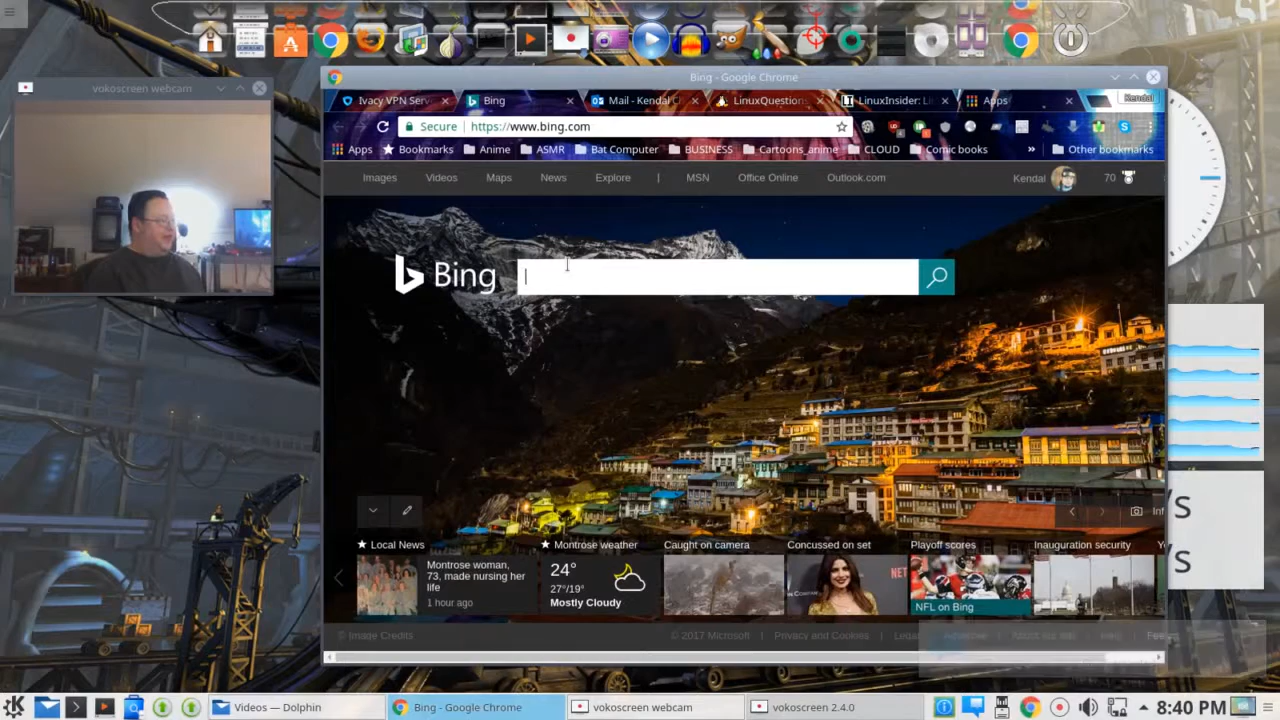 Bing - Google Chrome
vokoscreen webcam
Ivacy VPN Serv
Bing
Mail - Kendal C
LinuxQuestions
LinuxInsider: Li
Apps
Kendal
Secure
https://www.bing.com
Apps
Bookmarks
Anime
ASMR
Bat Computer
BUSINESS
Cartoons_anime
CLOUD
Comic books
»
Other bookmarks
Images
Videos
Maps
News
Explore
|
MSN
Office Online
Outlook.com
Kendal
70
Bing
Inf
/s
/s
Local News
Montrose weather
Caught on camera
Concussed on set
Playoff scores
Inauguration security
Montrose woman,
73, made nursing her
life
1 hour ago
24°
27°/19°
Mostly Cloudy
NET
NFL on Bing
© Image Credits
© 2017 Microsoft
|
Privacy and Cookies
|
Videos — Dolphin
Bing - Google Chrome
vokoscreen webcam
vokoscreen 2.4.0
8:40 PM